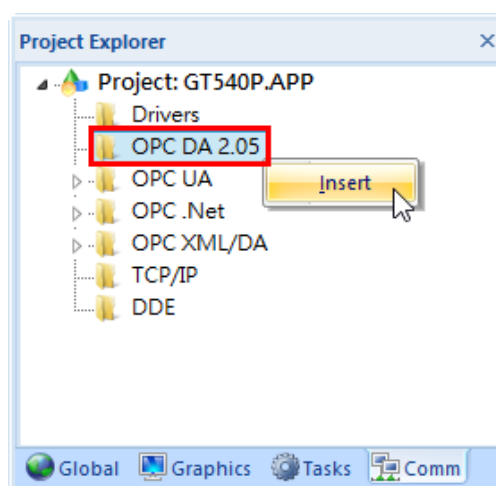 Project Explorer
Project: GT540P.APP
Drivers
OPC DA 2.05
OPC UA
Insert
OPC .Net
OPC XML/DA
TCP/IP
DDE
Global Graphics Tasks Comm